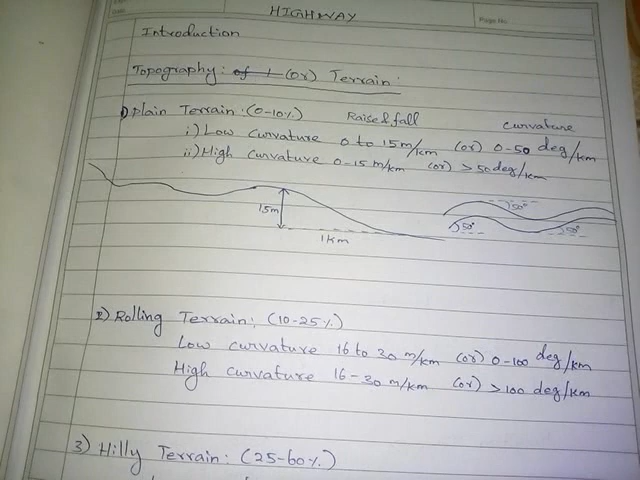 HIGHWAY
Page No.
Introduction
Topography: of 1 (or) Terrain:
1) Plain Terrain: (0-10%) Raise & fall curvature
i) Low curvature 0 to 15 m/km (or) 0-50 deg/km
ii) High curvature 0-15 m/km (or) >50 deg/km
15m
1km
50°
50°
50°
2) Rolling Terrain: (10-25%)
Low curvature 16 to 30 m/km (or) 0-100 deg/km
High curvature 16-30 m/km (or) >100 deg/km
3) Hilly Terrain: (25-60%)